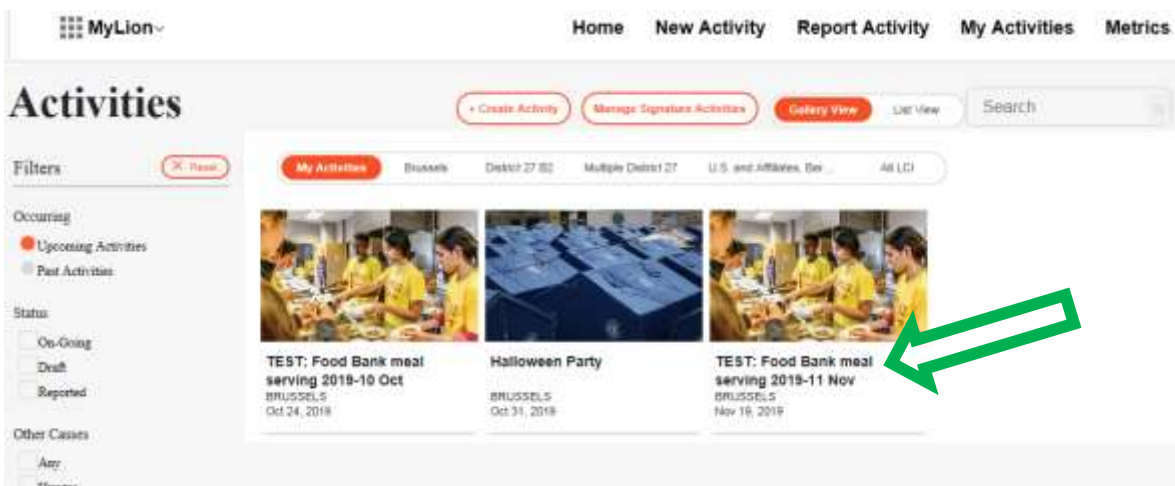 MyLion
Home New Activity Report Activity My Activities Metrics
Activities
+ Create Activity Manage Signature Activities Gallery View List View Search
Filters
X Reset
My Activities Brussels District 27 B2 Multiple District 27 U.S. and Affiliates, Ber... All LCI
Occurring
Upcoming Activities
Past Activities
Status
On-Going
Draft
Reported
Other Causes
Any
TEST: Food Bank meal
serving 2019-10 Oct
BRUSSELS
Oct 24, 2019
Halloween Party
BRUSSELS
Oct 31, 2019
TEST: Food Bank meal
serving 2019-11 Nov
BRUSSELS
Nov 19, 2019